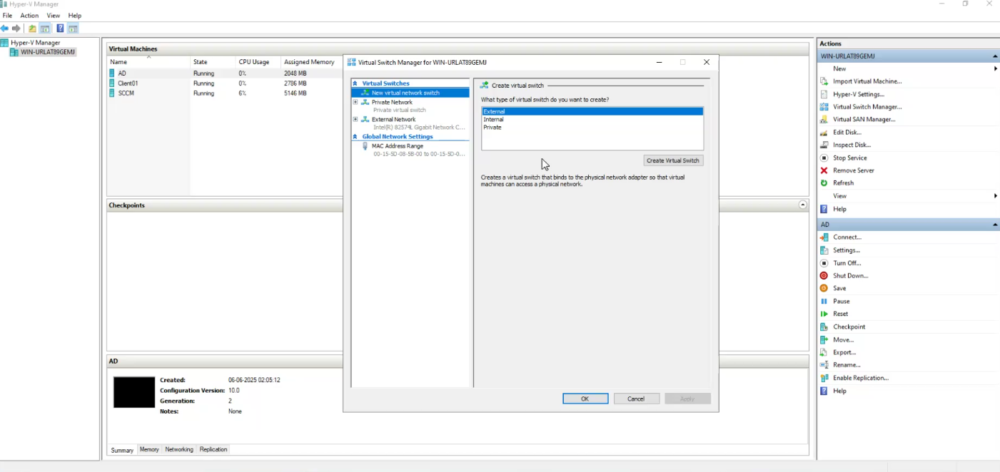 Hyper-V Manager
File Action View Help
Hyper-V Manager
WIN-URLAT89GEMJ
Virtual Machines
Name State CPU Usage Assigned Memory
AD Running 0% 2048 MB
Client01 Running 0% 2786 MB
SCCM Running 6% 5146 MB
Checkpoints
AD
Created: 06-06-2025 02:05:12
Configuration Version: 10.0
Generation: 2
Notes: None
Summary Memory Networking Replication
Virtual Switch Manager for WIN-URLAT89GEMJ
Virtual Switches
New virtual network switch
Private Network
Private virtual switch
External Network
Intel(R) 82574L Gigabit Network C...
Global Network Settings
MAC Address Range
00-15-5D-08-5B-00 to 00-15-5D-0...
Create virtual switch
What type of virtual switch do you want to create?
External
Internal
Private
Create Virtual Switch
Creates a virtual switch that binds to the physical network adapter so that virtual
machines can access a physical network.
OK Cancel Apply
Actions
WIN-URLAT89GEMJ
New
Import Virtual Machine...
Hyper-V Settings...
Virtual Switch Manager...
Virtual SAN Manager...
Edit Disk...
Inspect Disk...
Stop Service
Remove Server
Refresh
View
Help
AD
Connect...
Settings...
Turn Off...
Shut Down...
Save
Pause
Reset
Checkpoint
Move...
Export...
Rename...
Enable Replication...
Help